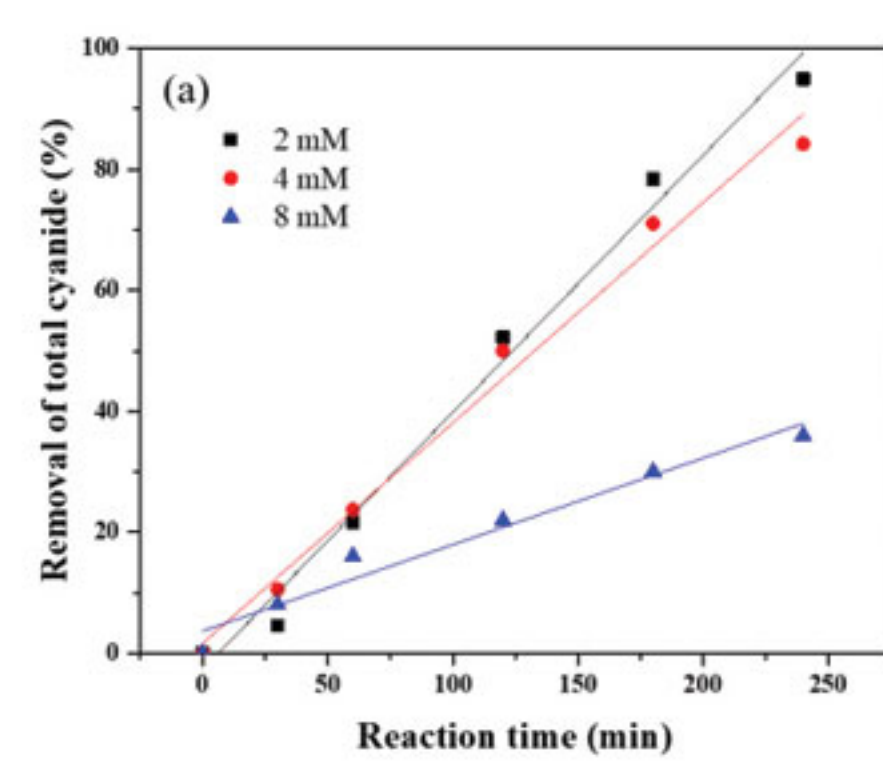 100
(a)
2 mM
4 mM
8 mM
80
60
40
20
0
Removal of total cyanide (%)
0 50 100 150 200 250
Reaction time (min)